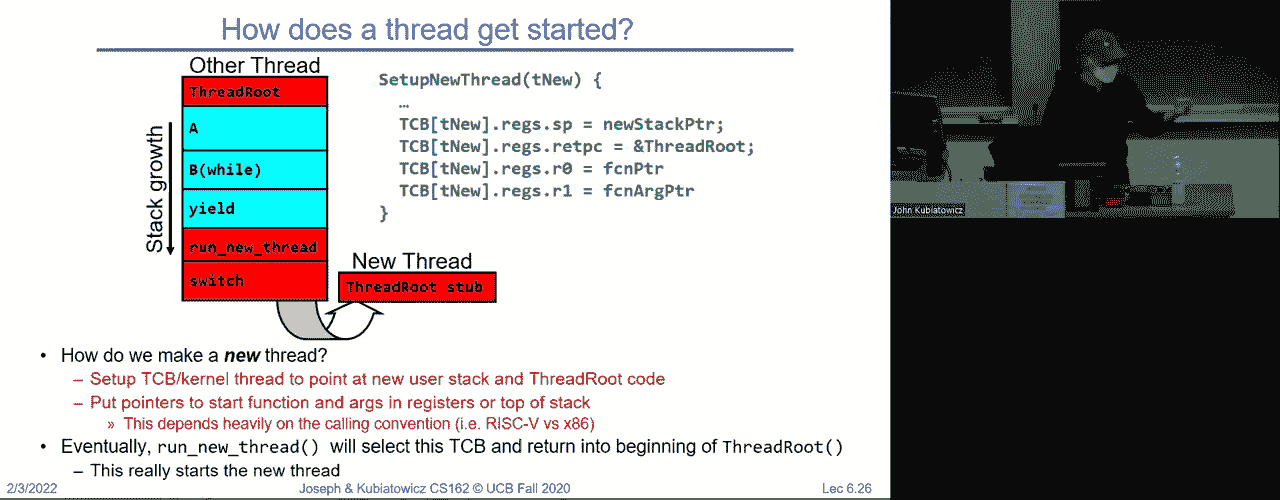 How does a thread get started?
Other Thread
ThreadRoot
A
B(while)
yield
run_new_thread
switch
Stack growth
SetupNewThread(tNew) {
…
TCB[tNew].regs.sp = newStackPtr;
TCB[tNew].regs.retpc = &ThreadRoot;
TCB[tNew].regs.r0 = fcnPtr
TCB[tNew].regs.r1 = fcnArgPtr
}
New Thread
ThreadRoot stub
• How do we make a new thread?
– Setup TCB/kernel thread to point at new user stack and ThreadRoot code
– Put pointers to start function and args in registers or top of stack
» This depends heavily on the calling convention (i.e. RISC-V vs x86)
• Eventually, run_new_thread() will select this TCB and return into beginning of ThreadRoot()
– This really starts the new thread
2/3/2022
Joseph & Kubiatowicz CS162 © UCB Fall 2020
Lec 6.26
John Kubiatowicz